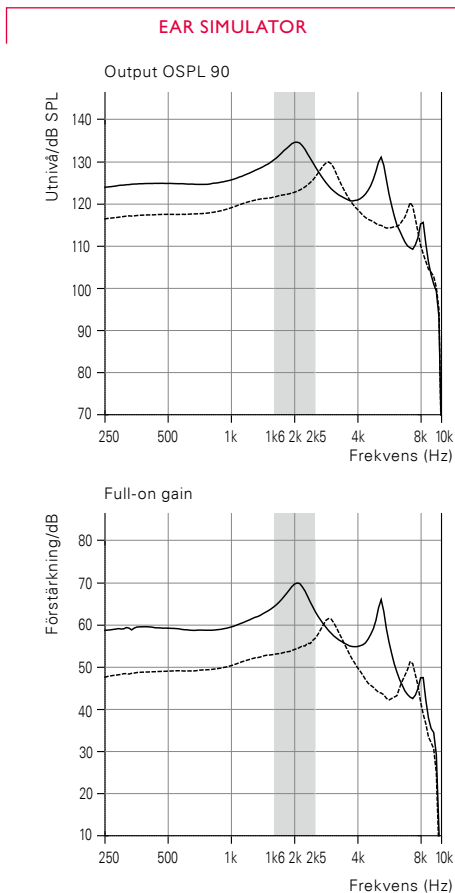 EAR SIMULATOR
Output OSPL 90
Utnivå/dB SPL
140
130
120
110
100
90
80
70
250 500 1k 1k6 2k 2k5 4k 8k 10k
Frekvens (Hz)
Full-on gain
Förstärkning/dB
80
70
60
50
40
30
20
10
250 500 1k 1k6 2k 2k5 4k 8k 10k
Frekvens (Hz)